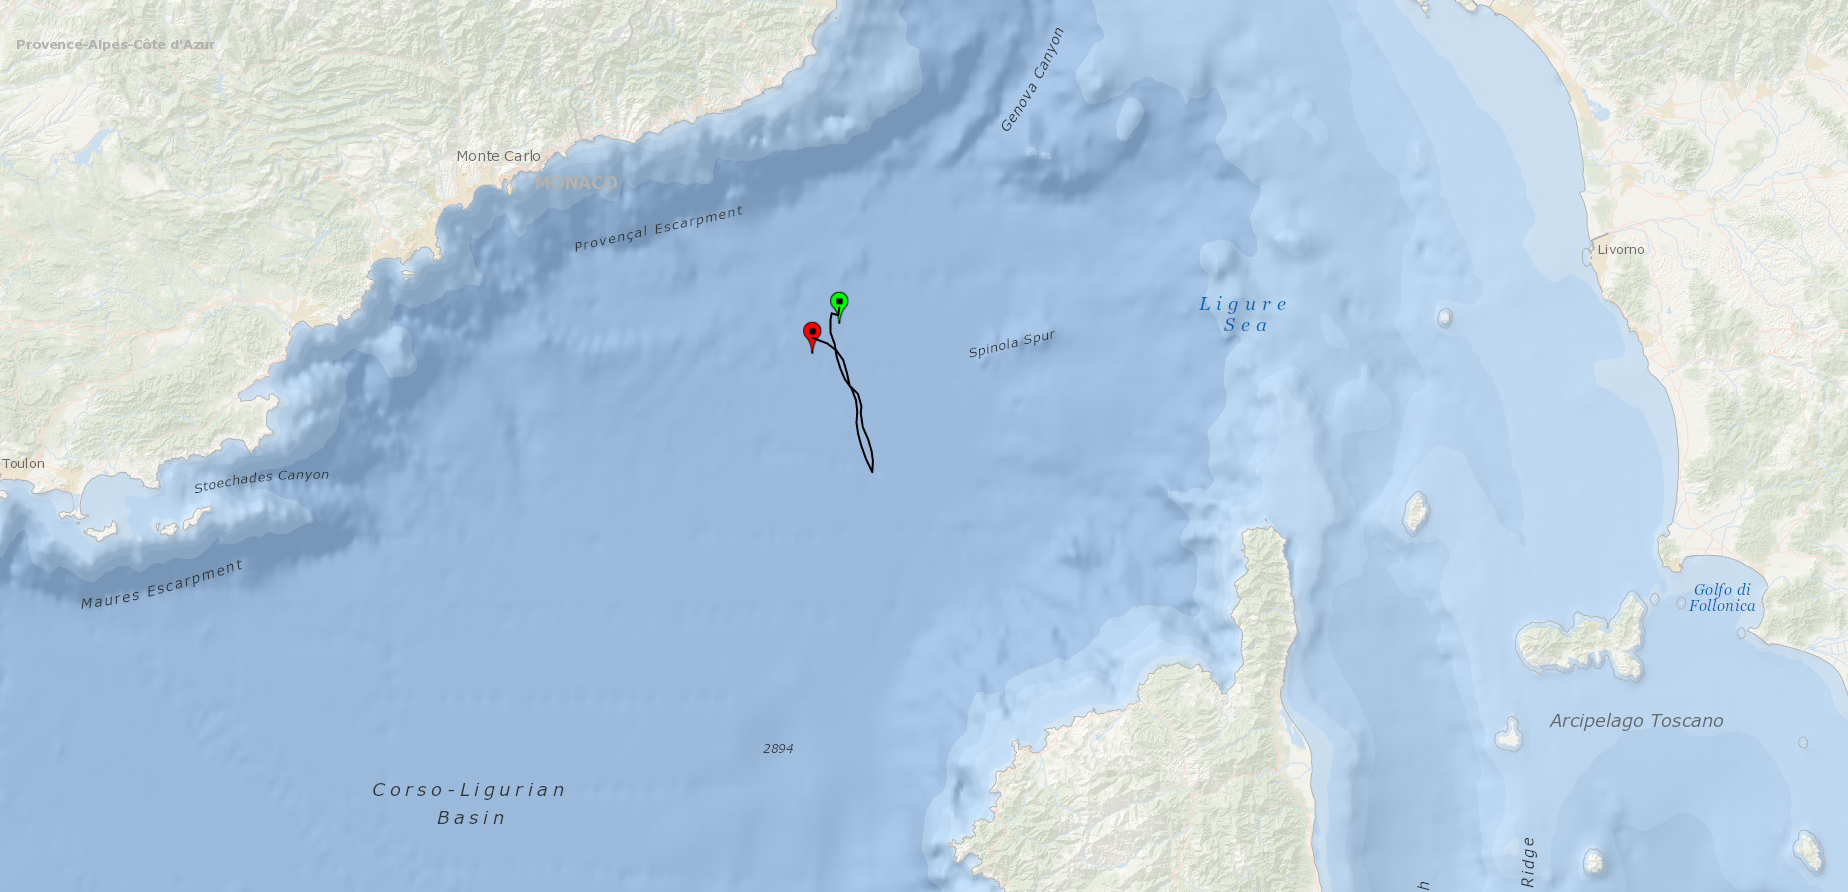 Provence-Alpes-Côte d'Azur
Genova Canyon
Monte Carlo
MONACO
Provençal Escarpment
Livorno
Ligure
Sea
Spinola Spur
Toulon
Stoechades Canyon
Maures Escarpment
Golfo di
Follonica
Arcipelago Toscano
2894
Corso-Ligurian
Basin
Ridge
h